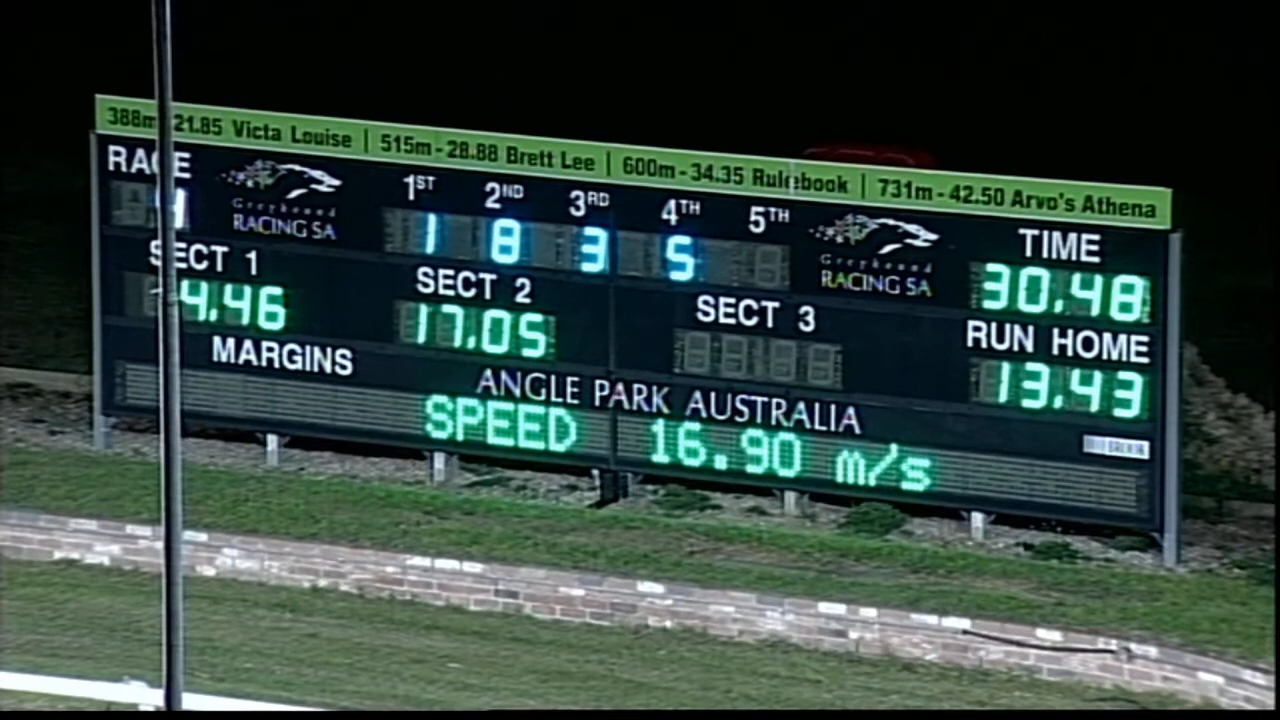 388m 21.85 Victa Louise | 515m - 28.88 Brett Lee | 600m - 34.35 Rulebook | 731m - 42.50 Arvo's Athena
RACE 1ST 2ND 3RD 4TH 5TH TIME
4 Greyhound RACING SA 1 8 3 5 Greyhound RACING SA 30.48
SECT 1 SECT 2 SECT 3 RUN HOME
4.46 17.05 13.43
MARGINS ANGLE PARK AUSTRALIA
SPEED 16.90 m/s